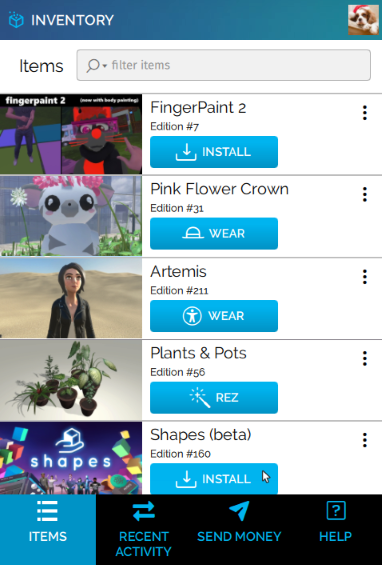 INVENTORY
Items
filter items
fingerpaint 2
(now with body painting)
FingerPaint 2
Edition #7
INSTALL
Pink Flower Crown
Edition #31
WEAR
Artemis
Edition #211
WEAR
Plants & Pots
Edition #56
REZ
shapes
Shapes (beta)
Edition #160
INSTALL
ITEMS
RECENT
ACTIVITY
SEND MONEY
HELP